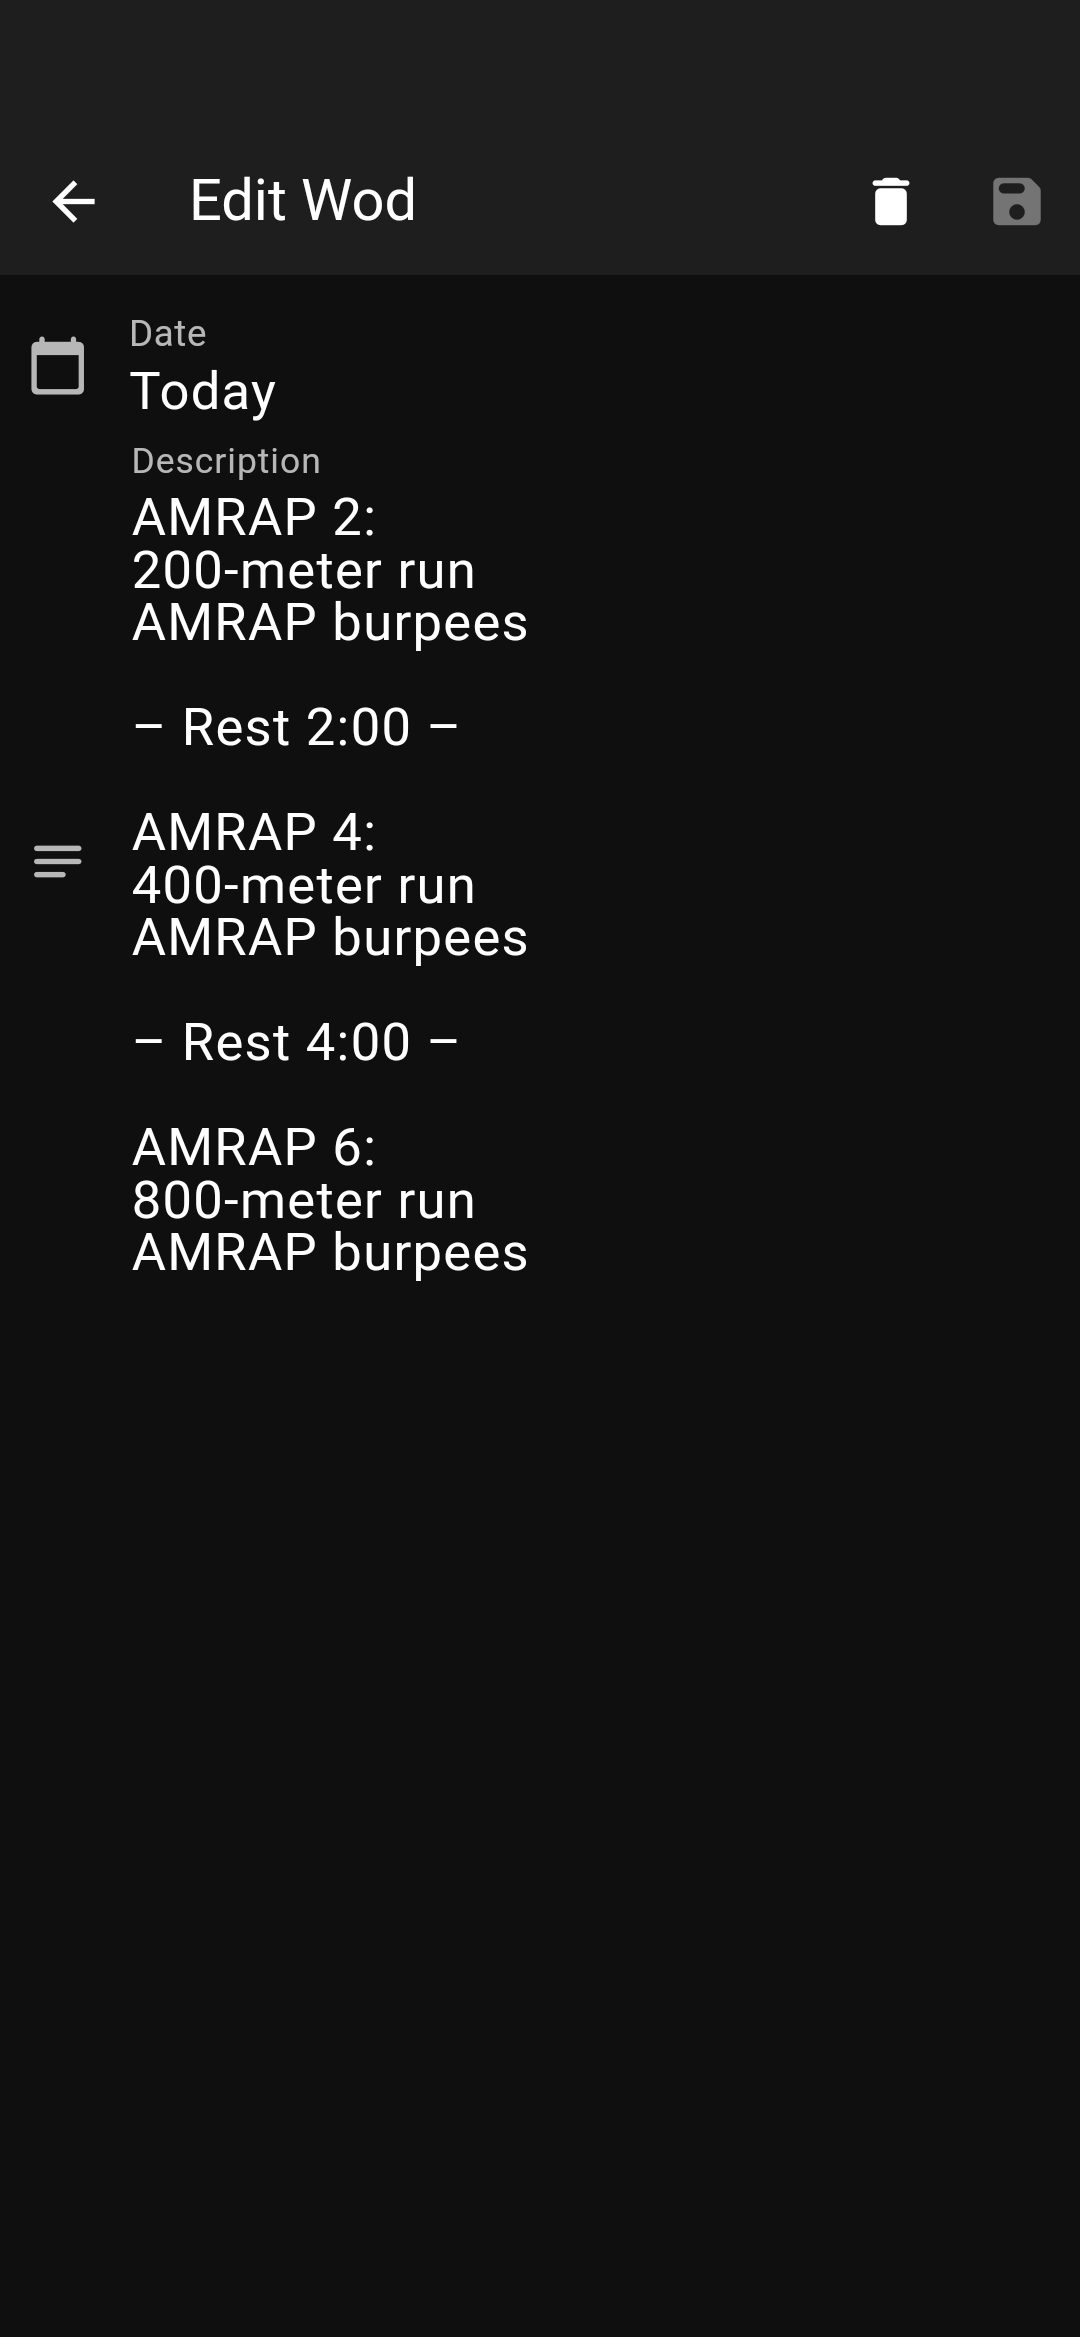 Edit Wod
Date
Today
Description
AMRAP 2:
200-meter run
AMRAP burpees
– Rest 2:00 –
AMRAP 4:
400-meter run
AMRAP burpees
– Rest 4:00 –
AMRAP 6:
800-meter run
AMRAP burpees